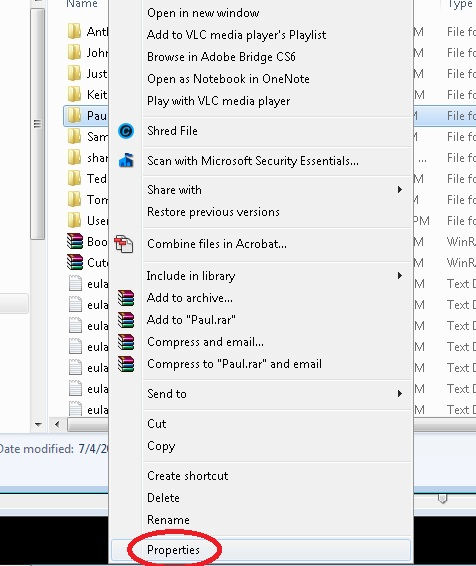 Open in new window
Type
Add to VLC media player's Playlist
Browse in Adobe Bridge CS6
Open as Notebook in OneNote
Play with VLC media player
Shred File
Scan with Microsoft Security Essentials...
Share with
Restore previous versions
Combine files in Acrobat...
Include in library
Add to archive...
Add to "Paul.rar"
Compress and email...
Compress to "Paul.rar" and email
Send to
Cut
Copy
Create shortcut
Delete
Rename
Properties
Anth
John
Just
Keit
Pau
Sam
shar
Ted
Tom
User
Boo
Cute
eula
eula
eula
eula
eula
eula
M File fo
M File fo
M File fo
M File fo
M File fo
M File fo
... File fo
M File fo
M File fo
PM File fo
M WinRA
M WinRA
M Text D
M Text D
M Text D
M Text D
M Text D
M Text D
Date modified: 7/4/20